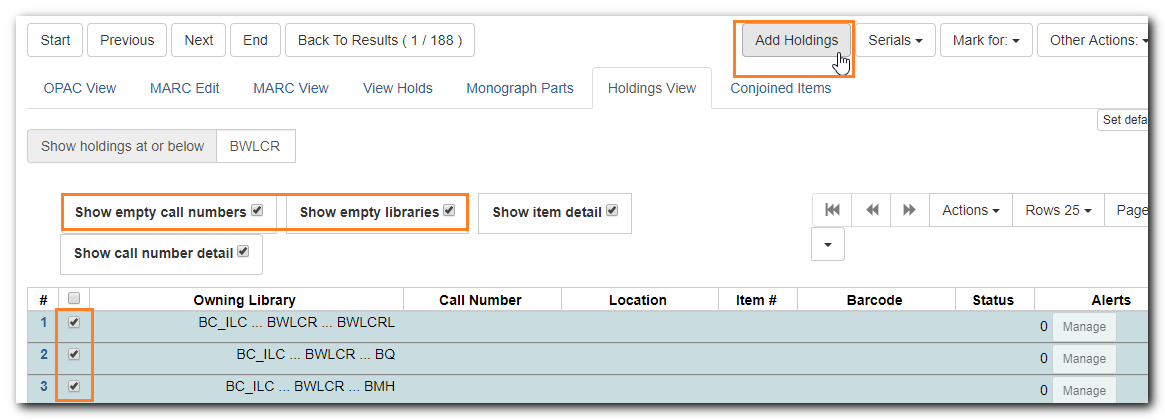 Start Previous Next End Back To Results ( 1 / 188 ) Add Holdings Serials Mark for: Other Actions:
OPAC View MARC Edit MARC View View Holds Monograph Parts Holdings View Conjoined Items
Set defa
Show holdings at or below BWLCR
Show empty call numbers Show empty libraries Show item detail Actions Rows 25 Page
Show call number detail
# Owning Library Call Number Location Item # Barcode Status Alerts
1 BC_ILC ... BWLCR ... BWLCRL 0 Manage
2 BC_ILC ... BWLCR ... BQ 0 Manage
3 BC_ILC ... BWLCR ... BMH 0 Manage